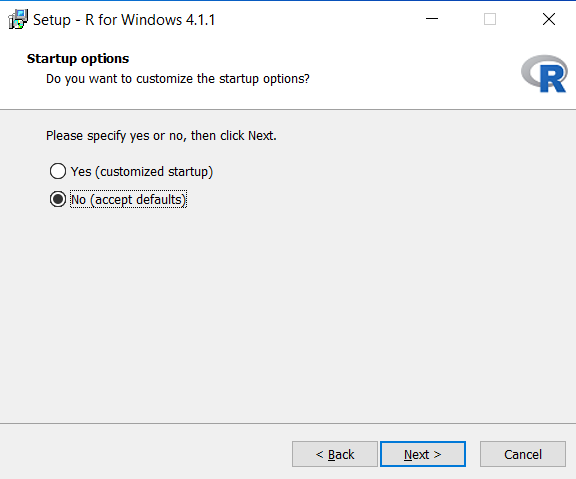 Setup - R for Windows 4.1.1
Startup options
Do you want to customize the startup options?
R
Please specify yes or no, then click Next.
Yes (customized startup)
No (accept defaults)
< Back
Next >
Cancel